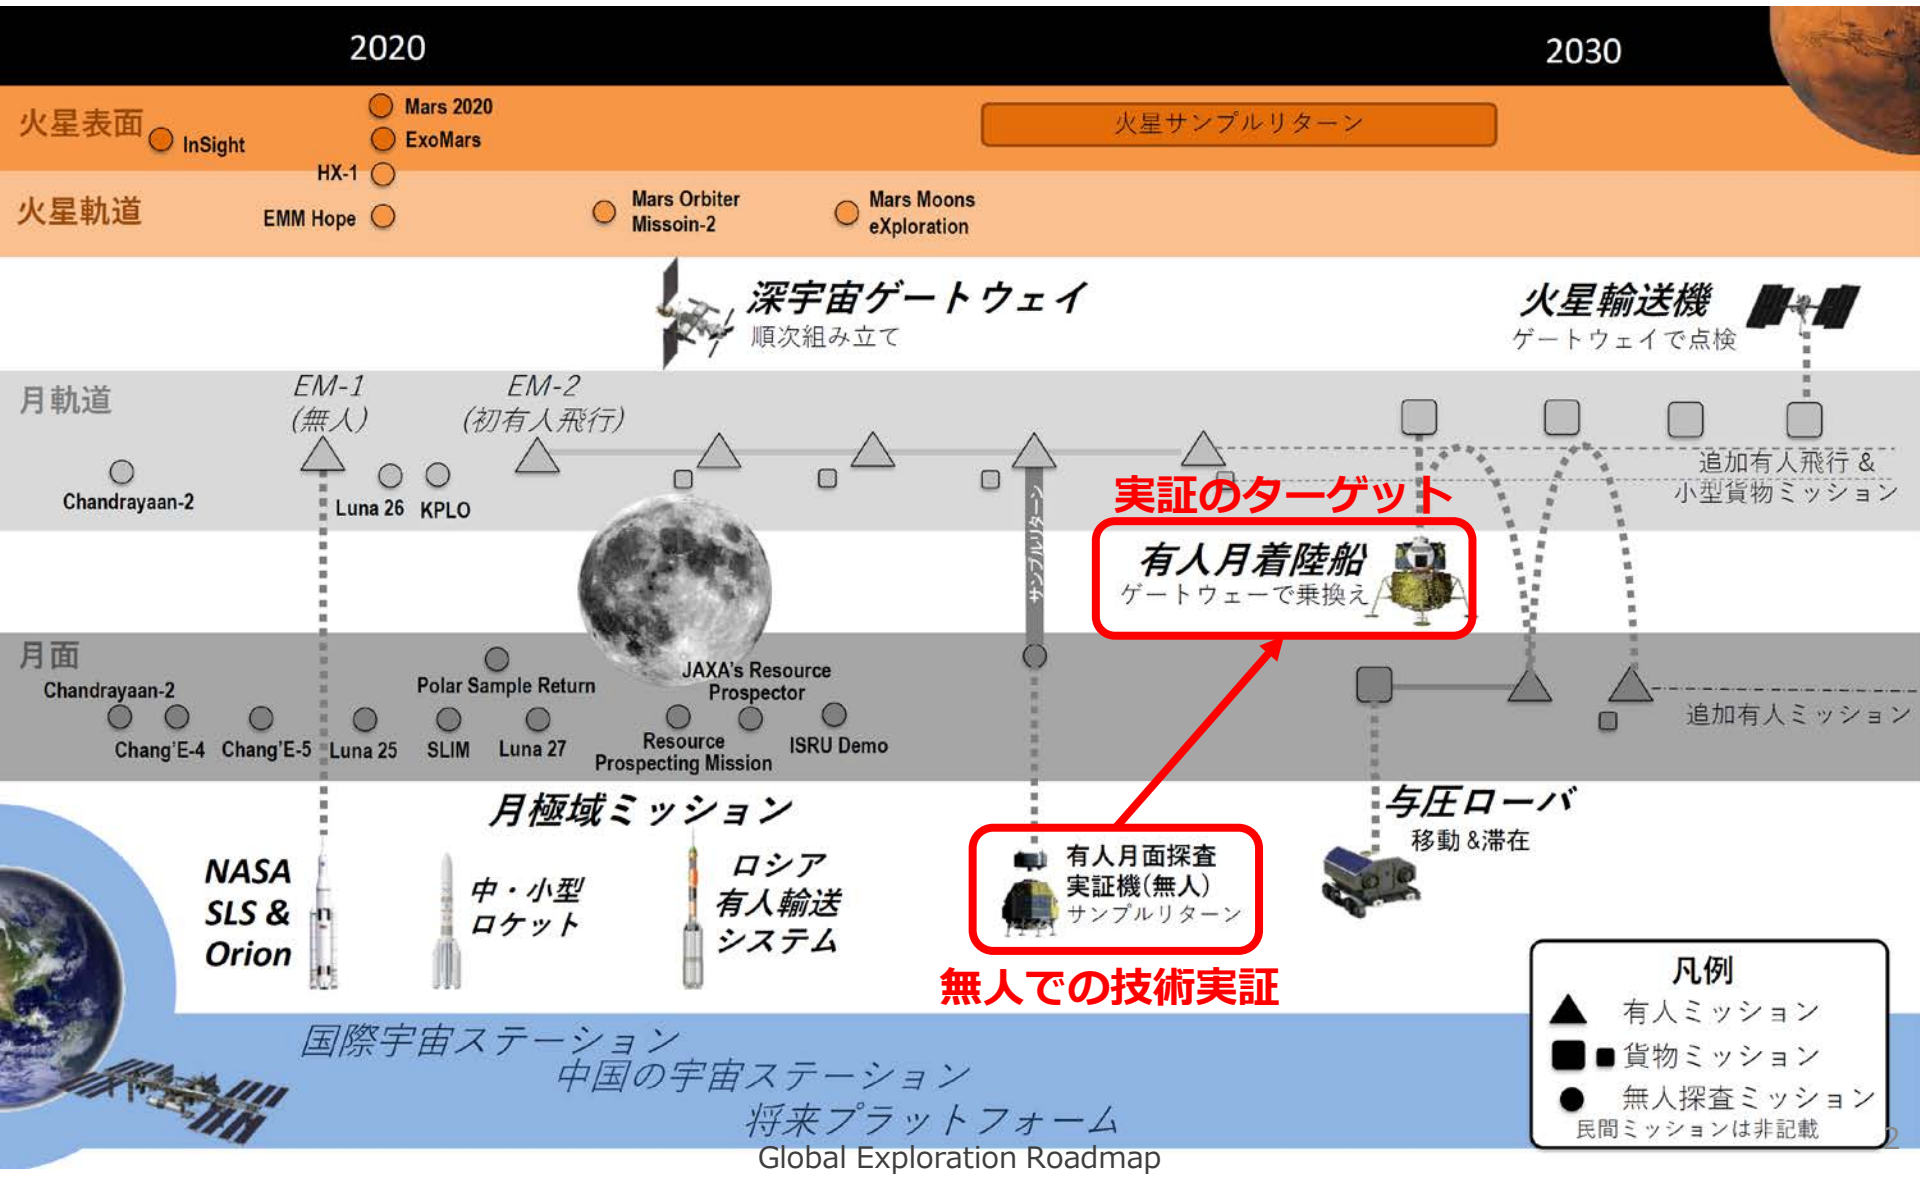 2020
2030
火星表面
InSight
Mars 2020
ExoMars
火星サンプルリターン
HX-1
火星軌道
EMM Hope
Mars Orbiter
Missoin-2
Mars Moons
eXploration
深宇宙ゲートウェイ
順次組み立て
火星輸送機
ゲートウェイで点検
月軌道
EM-1
(無人)
EM-2
(初有人飛行)
Chandrayaan-2
Luna 26
KPLO
追加有人飛行 &
小型貨物ミッション
サンプルリターン
実証のターゲット
有人月着陸船
ゲートウェーで乗換え
月面
Chandrayaan-2
Chang'E-4
Chang'E-5
Luna 25
Polar Sample Return
SLIM
Luna 27
JAXA's Resource
Prospector
Resource
Prospecting Mission
ISRU Demo
追加有人ミッション
月極域ミッション
与圧ローバ
移動 &滞在
NASA
SLS &
Orion
中・小型
ロケット
ロシア
有人輸送
システム
有人月面探査
実証機(無人)
サンプルリターン
無人での技術実証
凡例
有人ミッション
貨物ミッション
無人探査ミッション
民間ミッションは非記載
国際宇宙ステーション
中国の宇宙ステーション
将来プラットフォーム
Global Exploration Roadmap
2